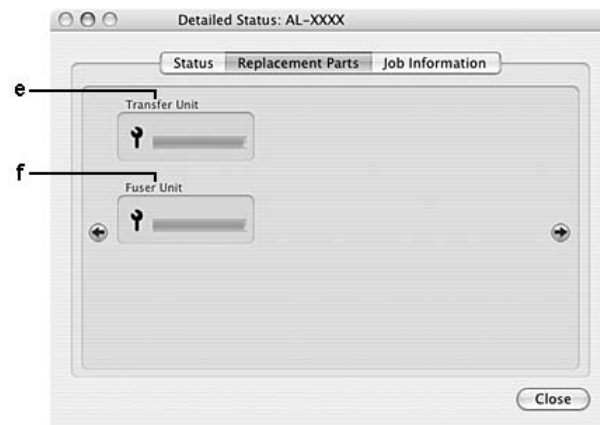 Detailed Status: AL-XXXX
Status Replacement Parts Job Information
e
Transfer Unit
f
Fuser Unit
Close